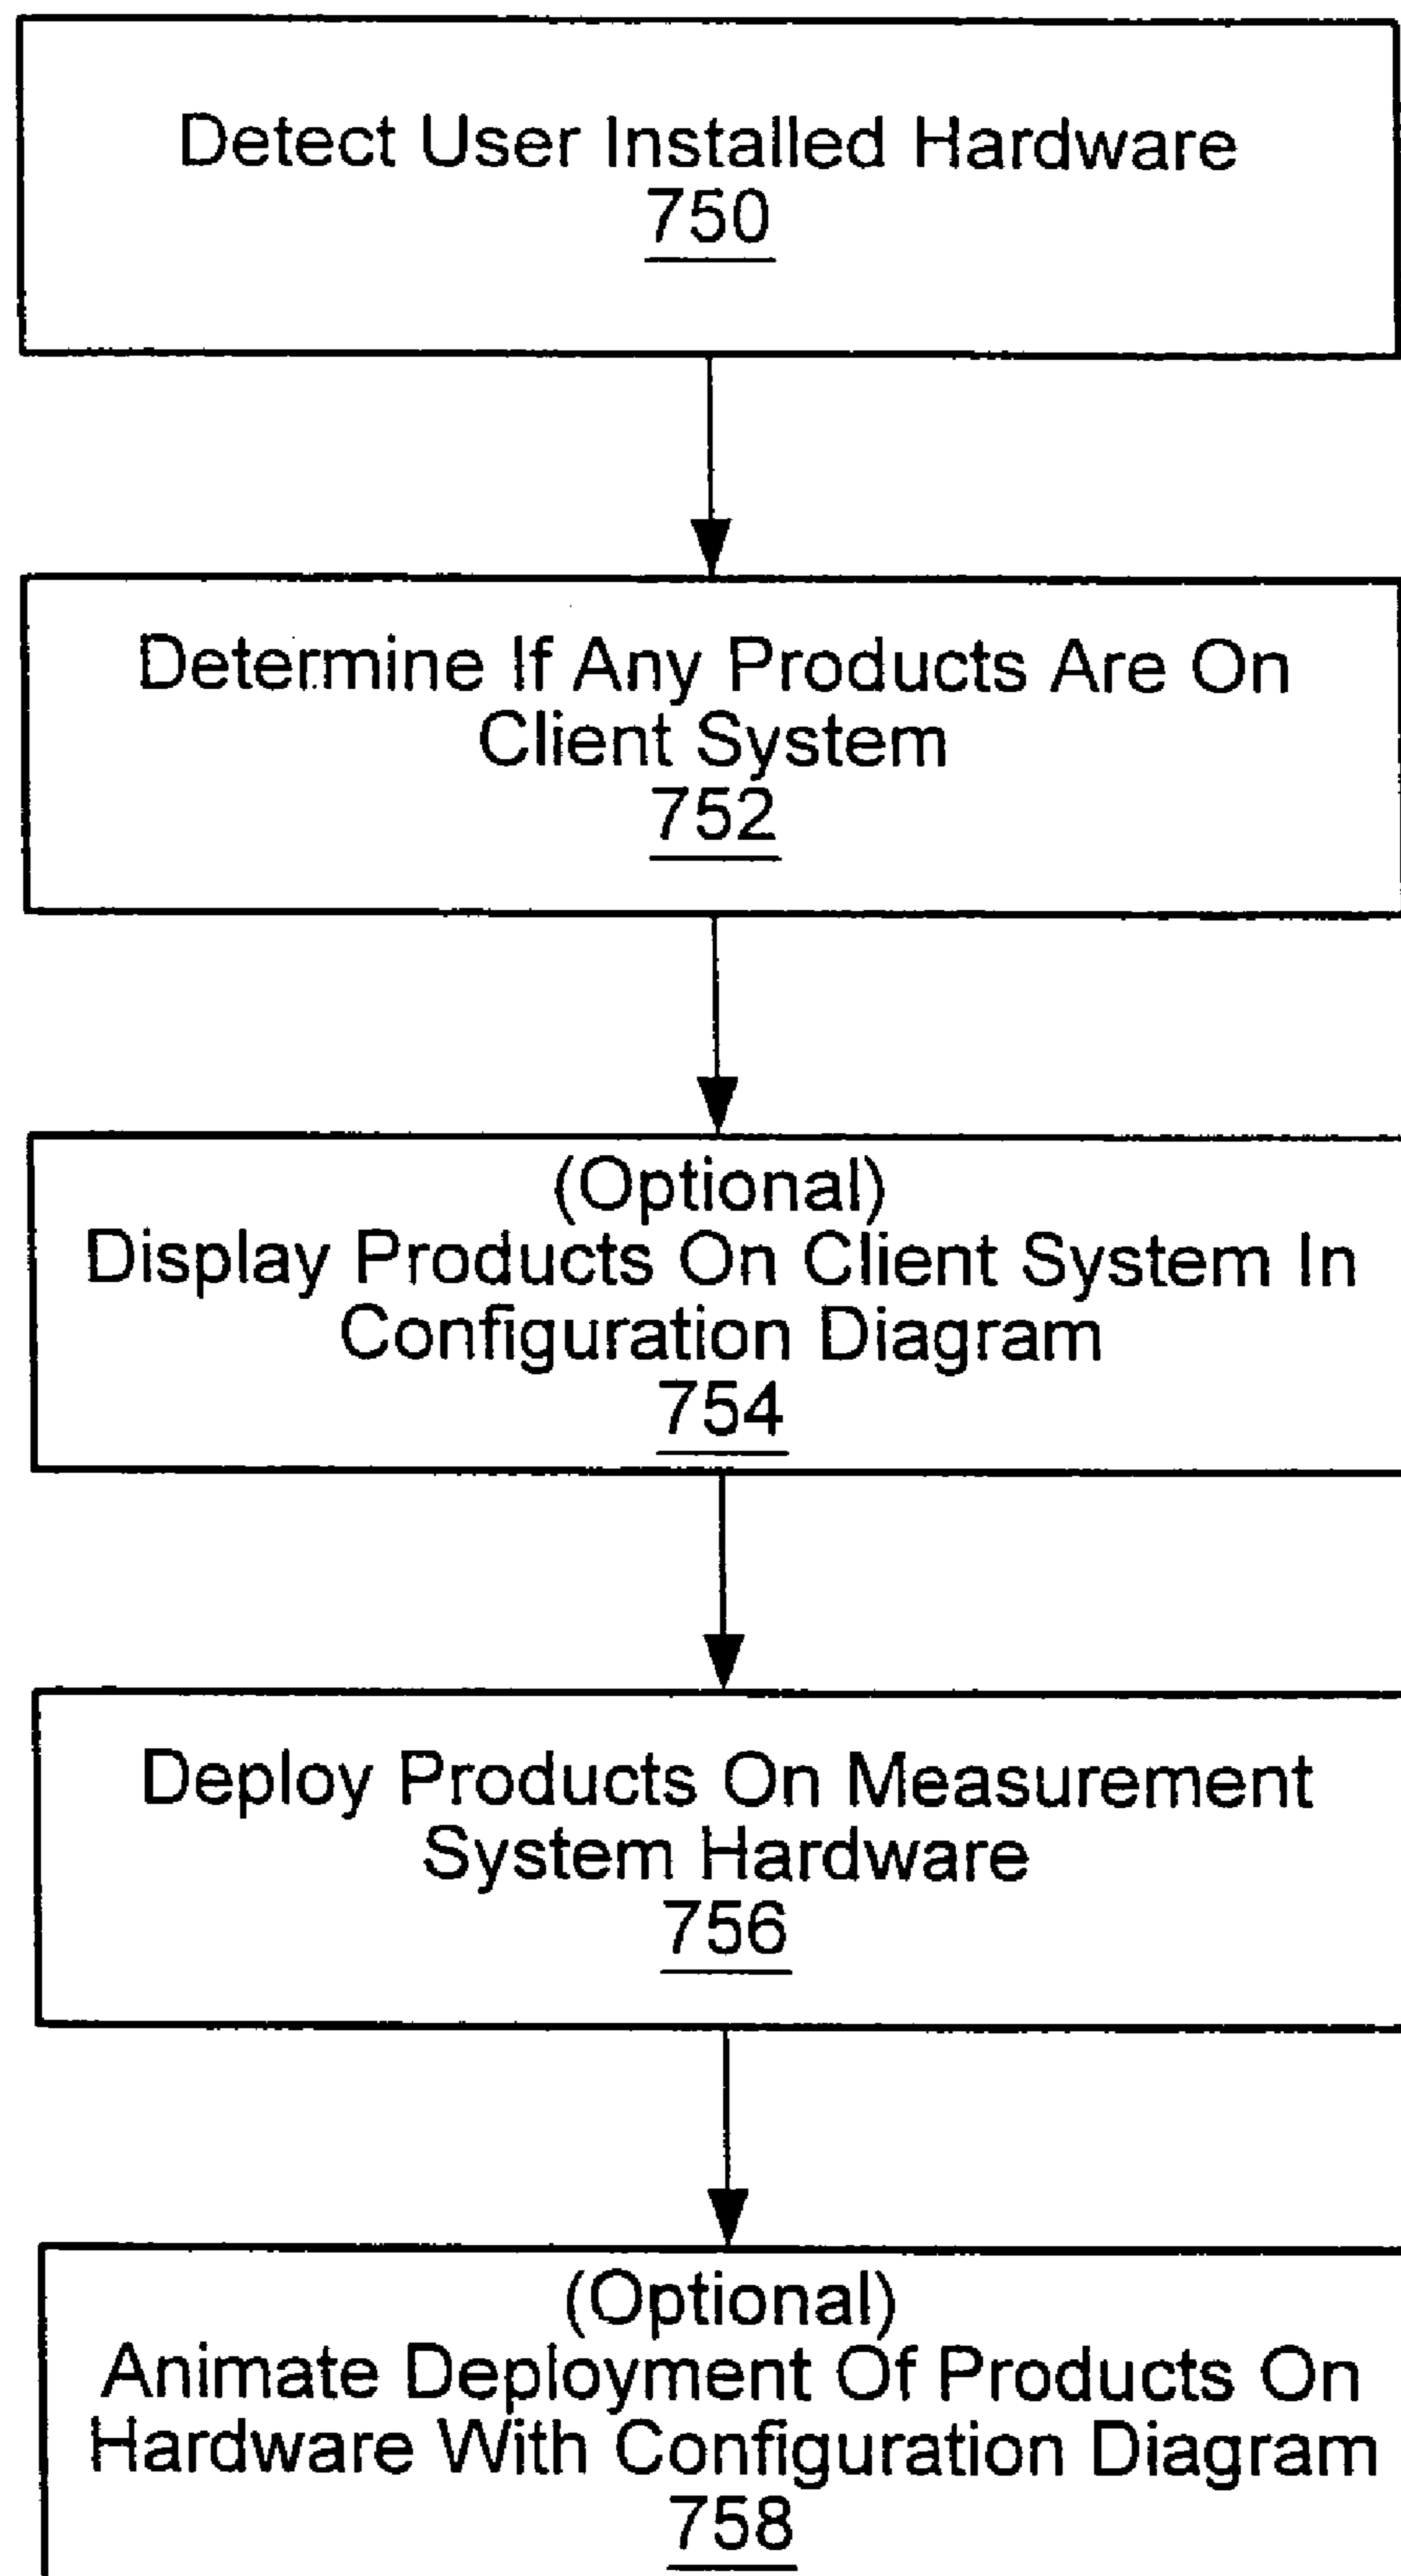 Detect User Installed Hardware
750
Determine If Any Products Are On
Client System
752
(Optional)
Display Products On Client System In
Configuration Diagram
754
Deploy Products On Measurement
System Hardware
756
(Optional)
Animate Deployment Of Products On
Hardware With Configuration Diagram
758